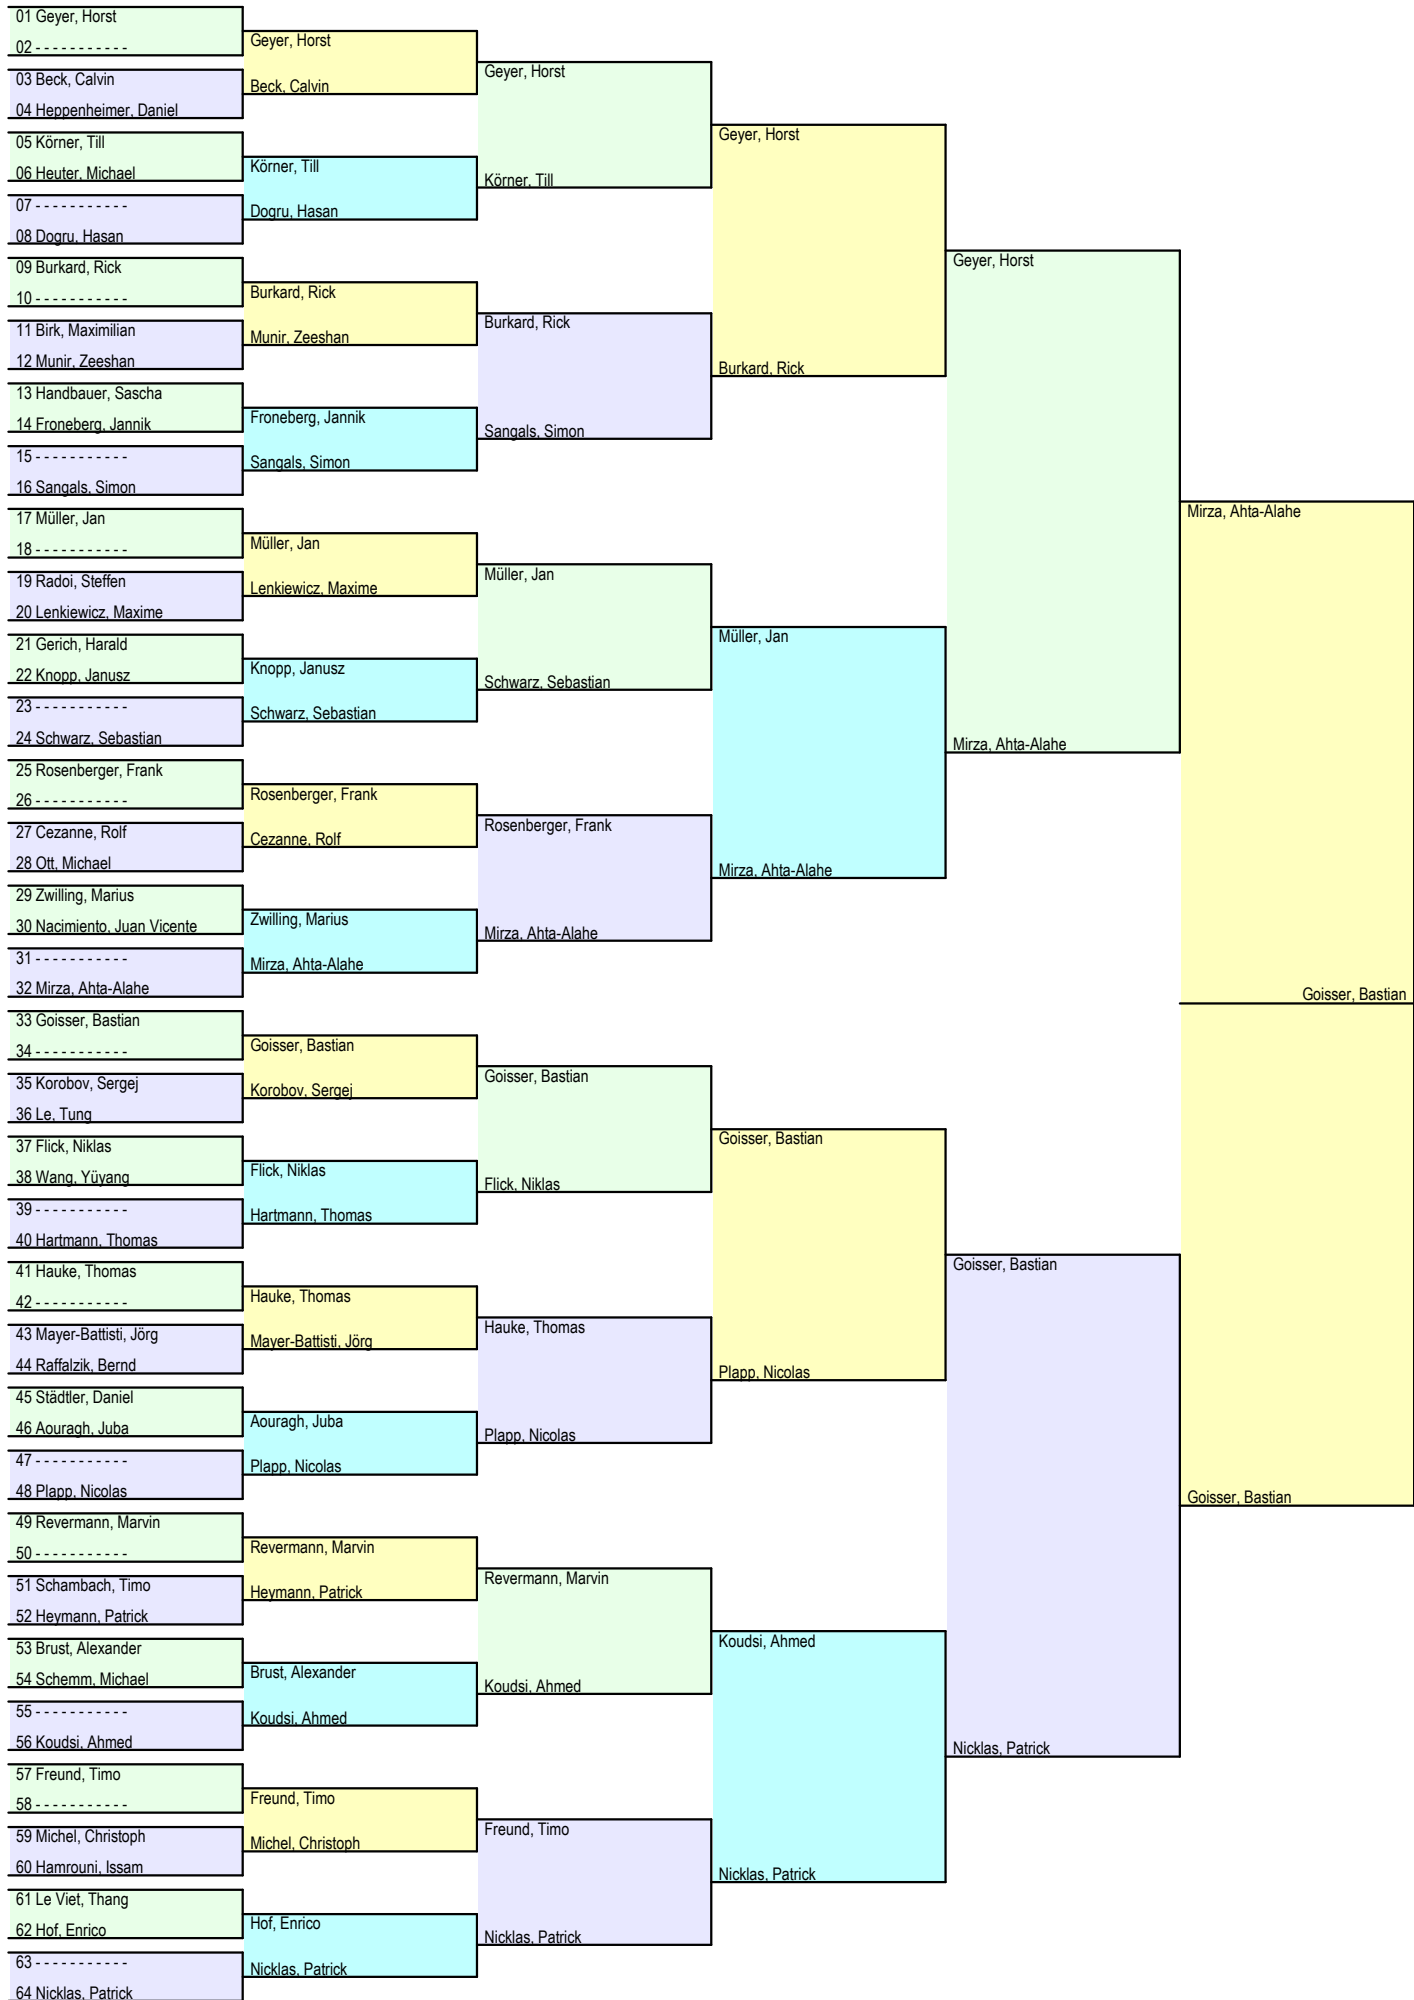 01 Geyer, Horst
02 - - - - - - - - - - -
03 Beck, Calvin
04 Heppenheimer, Daniel
05 Körner, Till
06 Heuter, Michael
07 - - - - - - - - - - -
08 Dogru, Hasan
09 Burkard, Rick
10 - - - - - - - - - - -
11 Birk, Maximilian
12 Munir, Zeeshan
13 Handbauer, Sascha
14 Froneberg, Jannik
15 - - - - - - - - - - -
16 Sangals, Simon
17 Müller, Jan
18 - - - - - - - - - - -
19 Radoi, Steffen
20 Lenkiewicz, Maxime
21 Gerich, Harald
22 Knopp, Janusz
23 - - - - - - - - - - -
24 Schwarz, Sebastian
25 Rosenberger, Frank
26 - - - - - - - - - - -
27 Cezanne, Rolf
28 Ott, Michael
29 Zwilling, Marius
30 Nacimiento, Juan Vicente
31 - - - - - - - - - - -
32 Mirza, Ahta-Alahe
33 Goisser, Bastian
34 - - - - - - - - - - -
35 Korobov, Sergej
36 Le, Tung
37 Flick, Niklas
38 Wang, Yüyang
39 - - - - - - - - - - -
40 Hartmann, Thomas
41 Hauke, Thomas
42 - - - - - - - - - - -
43 Mayer-Battisti, Jörg
44 Raffalzik, Bernd
45 Städtler, Daniel
46 Aouragh, Juba
47 - - - - - - - - - - -
48 Plapp, Nicolas
49 Revermann, Marvin
50 - - - - - - - - - - -
51 Schambach, Timo
52 Heymann, Patrick
53 Brust, Alexander
54 Schemm, Michael
55 - - - - - - - - - - -
56 Koudsi, Ahmed
57 Freund, Timo
58 - - - - - - - - - - -
59 Michel, Christoph
60 Hamrouni, Issam
61 Le Viet, Thang
62 Hof, Enrico
63 - - - - - - - - - - -
64 Nicklas, Patrick
Geyer, Horst
Beck, Calvin
Körner, Till
Dogru, Hasan
Burkard, Rick
Munir, Zeeshan
Froneberg, Jannik
Sangals, Simon
Müller, Jan
Lenkiewicz, Maxime
Knopp, Janusz
Schwarz, Sebastian
Rosenberger, Frank
Cezanne, Rolf
Zwilling, Marius
Mirza, Ahta-Alahe
Goisser, Bastian
Korobov, Sergej
Flick, Niklas
Hartmann, Thomas
Hauke, Thomas
Mayer-Battisti, Jörg
Aouragh, Juba
Plapp, Nicolas
Revermann, Marvin
Heymann, Patrick
Brust, Alexander
Koudsi, Ahmed
Freund, Timo
Michel, Christoph
Hof, Enrico
Nicklas, Patrick
Geyer, Horst
Körner, Till
Burkard, Rick
Sangals, Simon
Müller, Jan
Schwarz, Sebastian
Rosenberger, Frank
Mirza, Ahta-Alahe
Goisser, Bastian
Flick, Niklas
Hauke, Thomas
Plapp, Nicolas
Revermann, Marvin
Koudsi, Ahmed
Freund, Timo
Nicklas, Patrick
Geyer, Horst
Burkard, Rick
Müller, Jan
Mirza, Ahta-Alahe
Goisser, Bastian
Plapp, Nicolas
Koudsi, Ahmed
Nicklas, Patrick
Geyer, Horst
Mirza, Ahta-Alahe
Goisser, Bastian
Nicklas, Patrick
Mirza, Ahta-Alahe
Goisser, Bastian
Goisser, Bastian